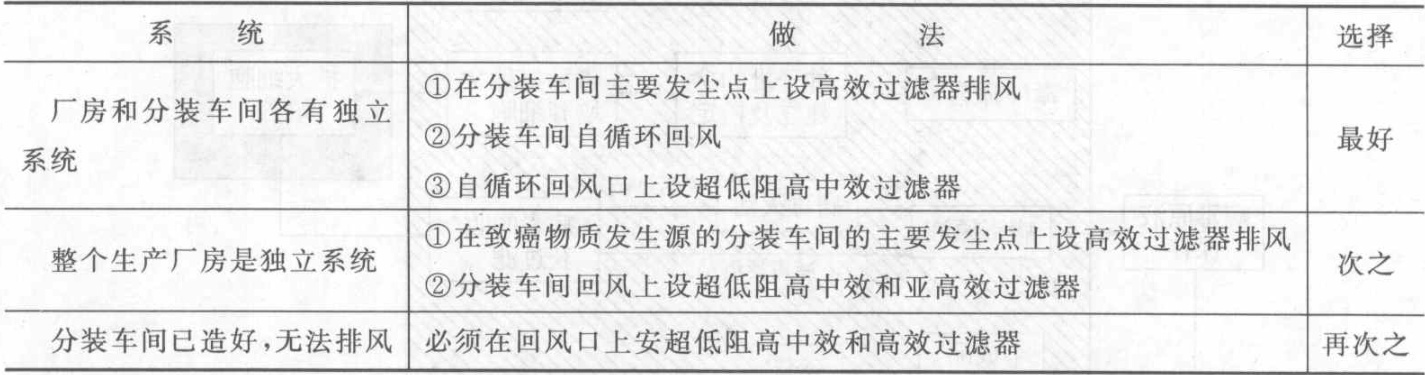 系 统 做 法 选择
厂房和分装车间各有独立
系统
①在分装车间主要发尘点上设高效过滤器排风
②分装车间自循环回风
③自循环回风口上设超低阻高中效过滤器
最好
整个生产厂房是独立系统
①在致癌物质发生源的分装车间的主要发尘点上设高效过滤器排风
②分装车间回风上设超低阻高中效和亚高效过滤器
次之
分装车间已造好,无法排风 必须在回风口上安超低阻高中效和高效过滤器 再次之